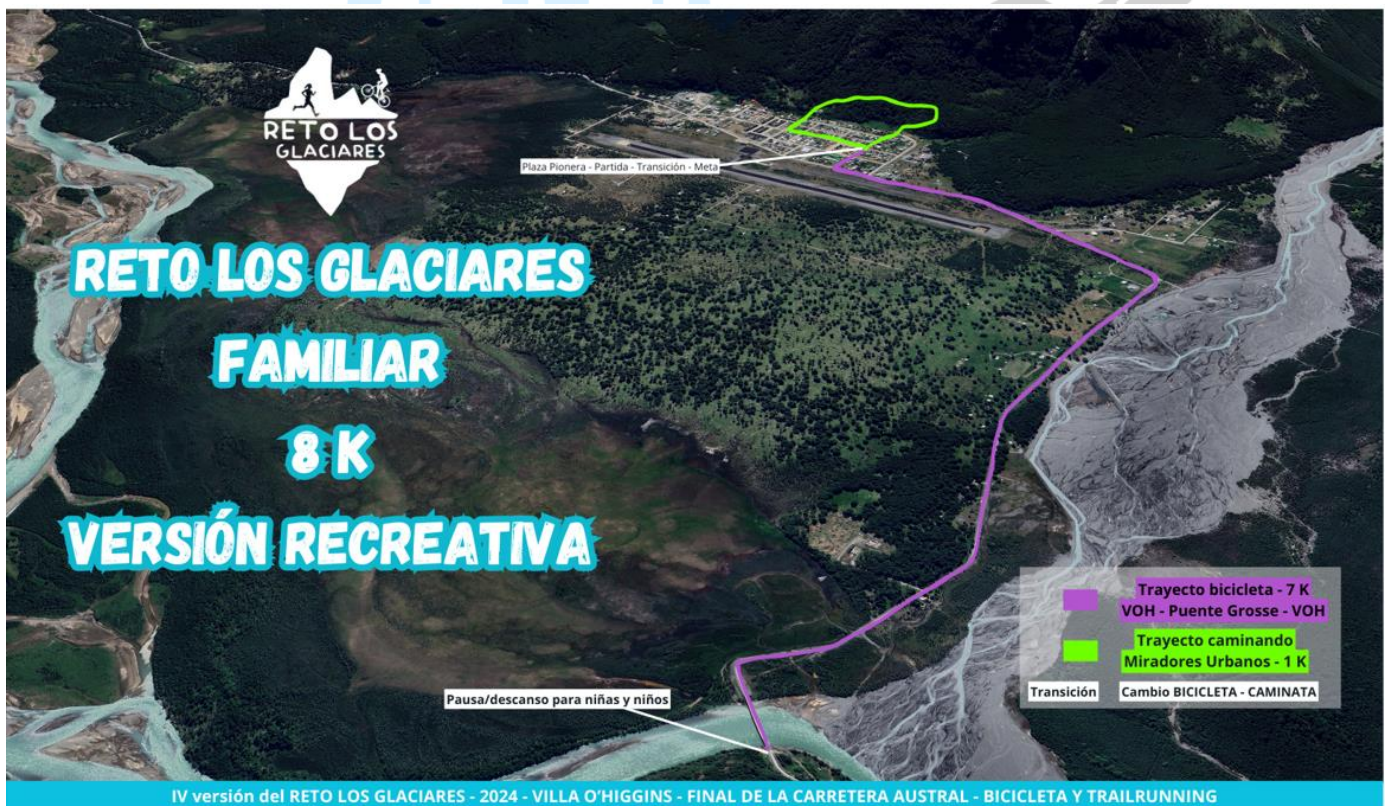 RETO LOS
GLACIARES
Plaza Pionera - Partida - Transición - Meta
RETO LOS GLACIARES
FAMILIAR
8 K
VERSIÓN RECREATIVA
Trayecto bicicleta - 7 K
VOH - Puente Grosse - VOH
Trayecto caminando
Miradores Urbanos - 1 K
Transición Cambio BICICLETA - CAMINATA
Pausa/descanso para niñas y niños
IV versión del RETO LOS GLACIARES - 2024 - VILLA O'HIGGINS - FINAL DE LA CARRETERA AUSTRAL - BICICLETA Y TRAILRUNNING